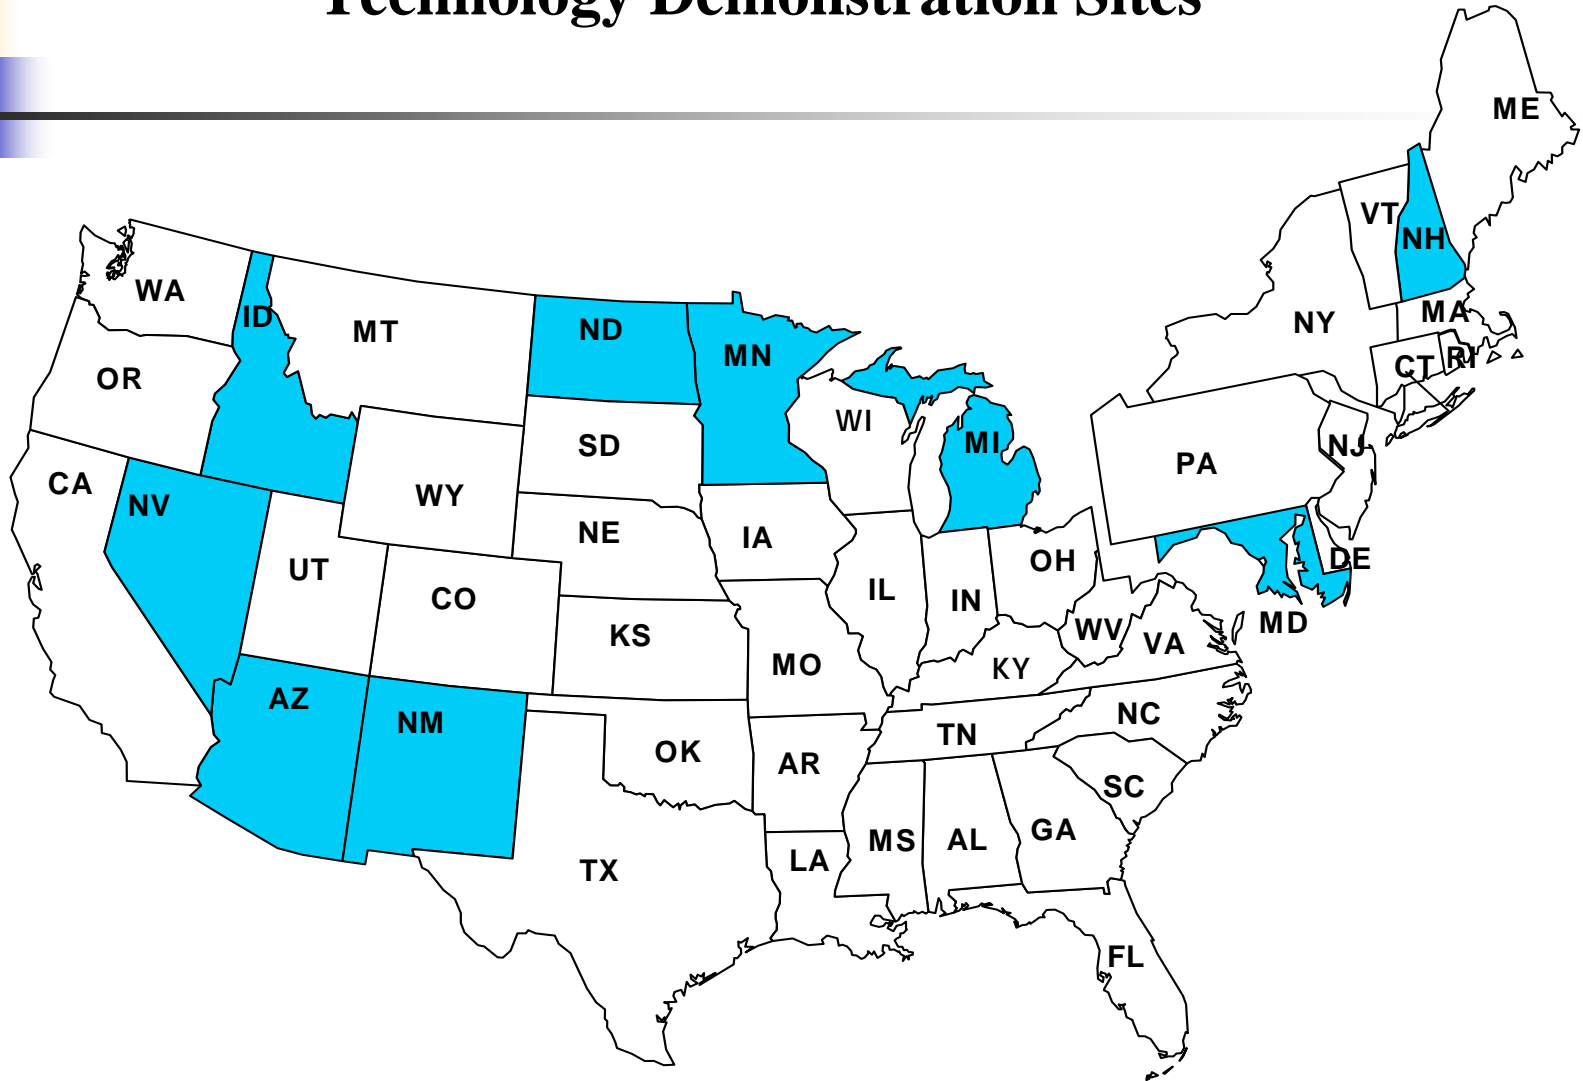 Technology Demonstration Sites
ME
VT
NH
WA
ID
MT
ND
MN
NY
MA
OR
CT
RI
SD
WI
MI
PA
NJ
CA
NV
WY
NE
IA
OH
DE
UT
CO
IL
IN
MD
KS
MO
KY
WV
VA
AZ
NM
OK
AR
TN
NC
SC
TX
LA
MS
AL
GA
FL